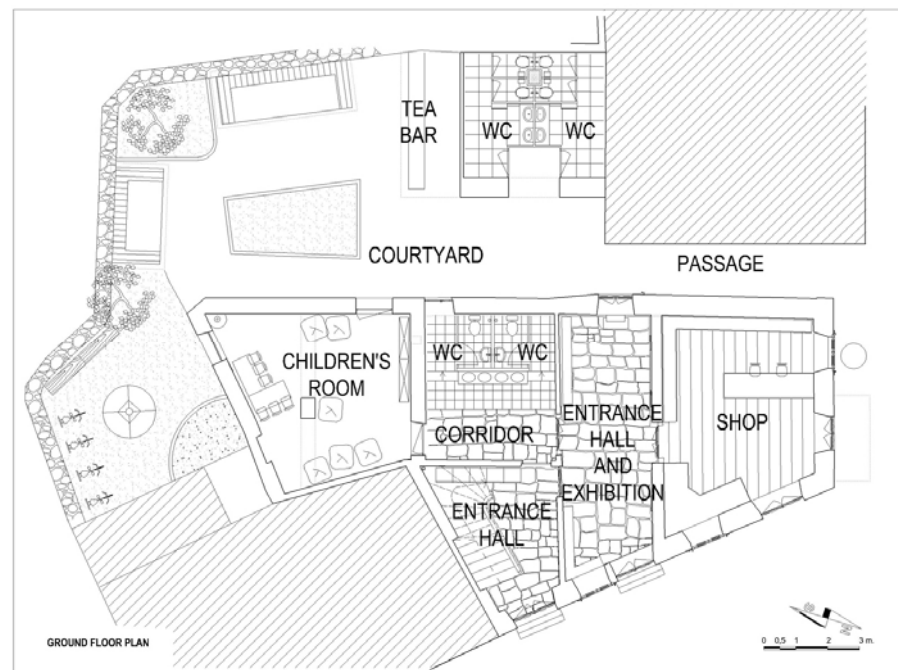 TEA
BAR
WC
WC
COURTYARD
PASSAGE
CHILDREN'S
ROOM
WC
WC
CORRIDOR
ENTRANCE
HALL
AND
EXHIBITION
SHOP
ENTRANCE
HALL
GROUND FLOOR PLAN
0 0,5 1 2 3 m.